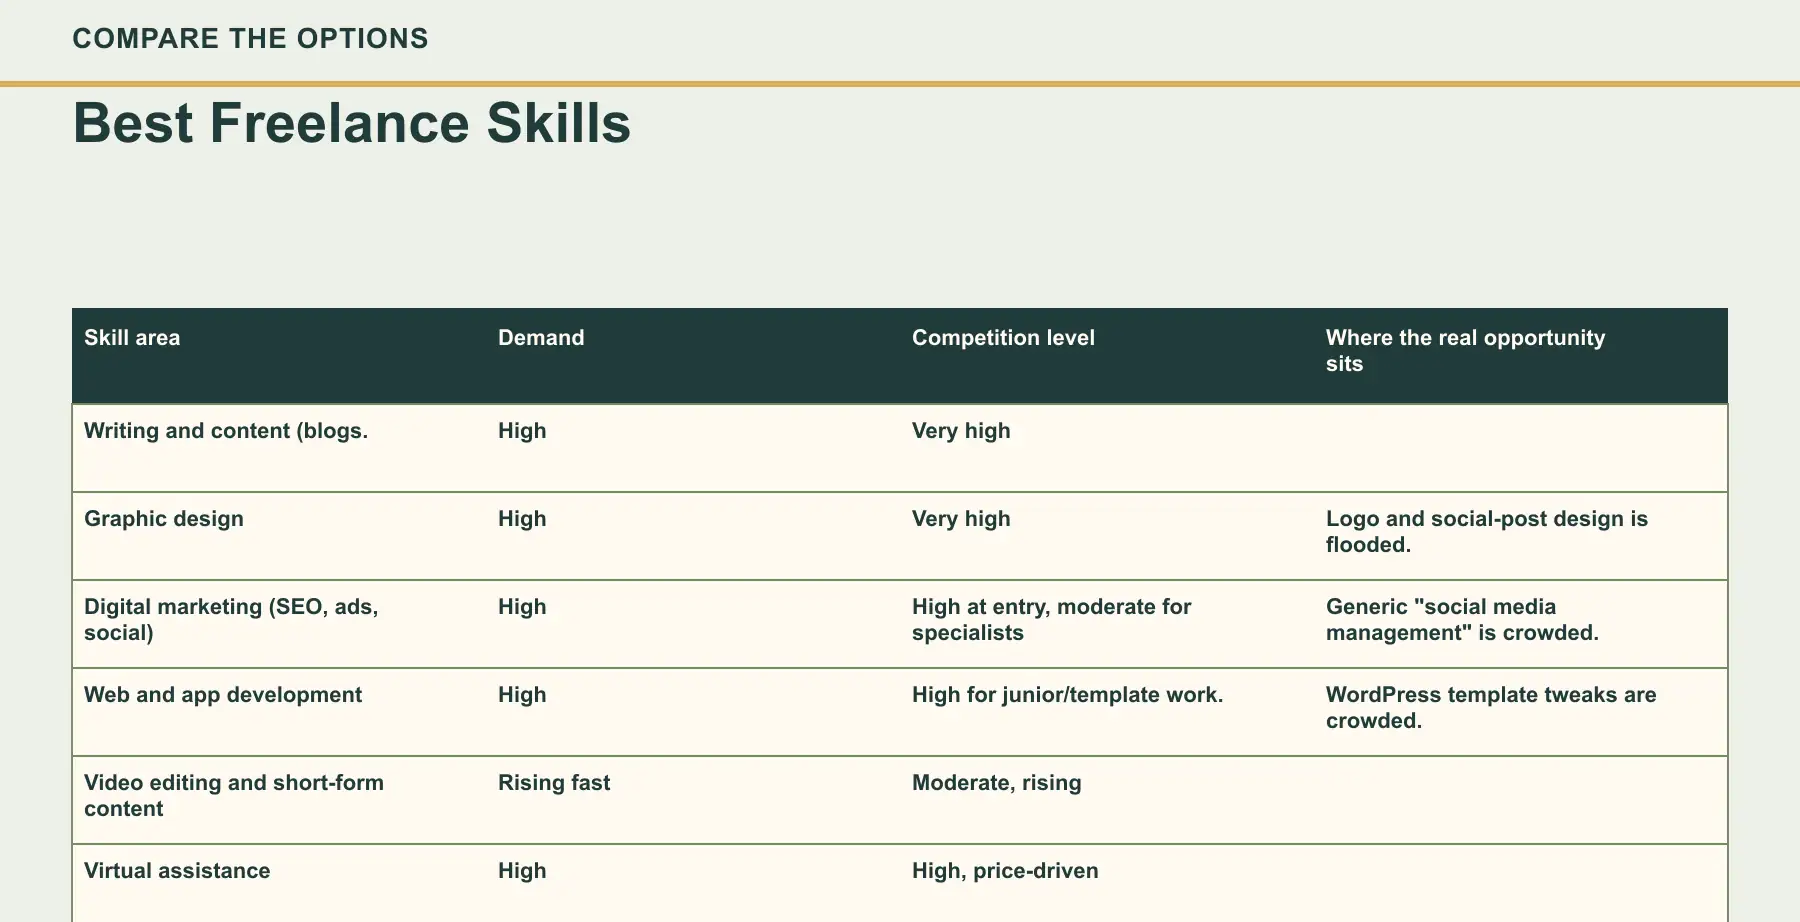 COMPARE THE OPTIONS
Best Freelance Skills
Skill area
Demand
Competition level
Where the real opportunity
sits
Writing and content (blogs.
High
Very high
Graphic design
High
Very high
Logo and social-post design is
flooded.
Digital marketing (SEO, ads,
social)
High
High at entry, moderate for
specialists
Generic "social media
management" is crowded.
Web and app development
High
High for junior/template work.
WordPress template tweaks are
crowded.
Video editing and short-form
content
Rising fast
Moderate, rising
Virtual assistance
High
High, price-driven